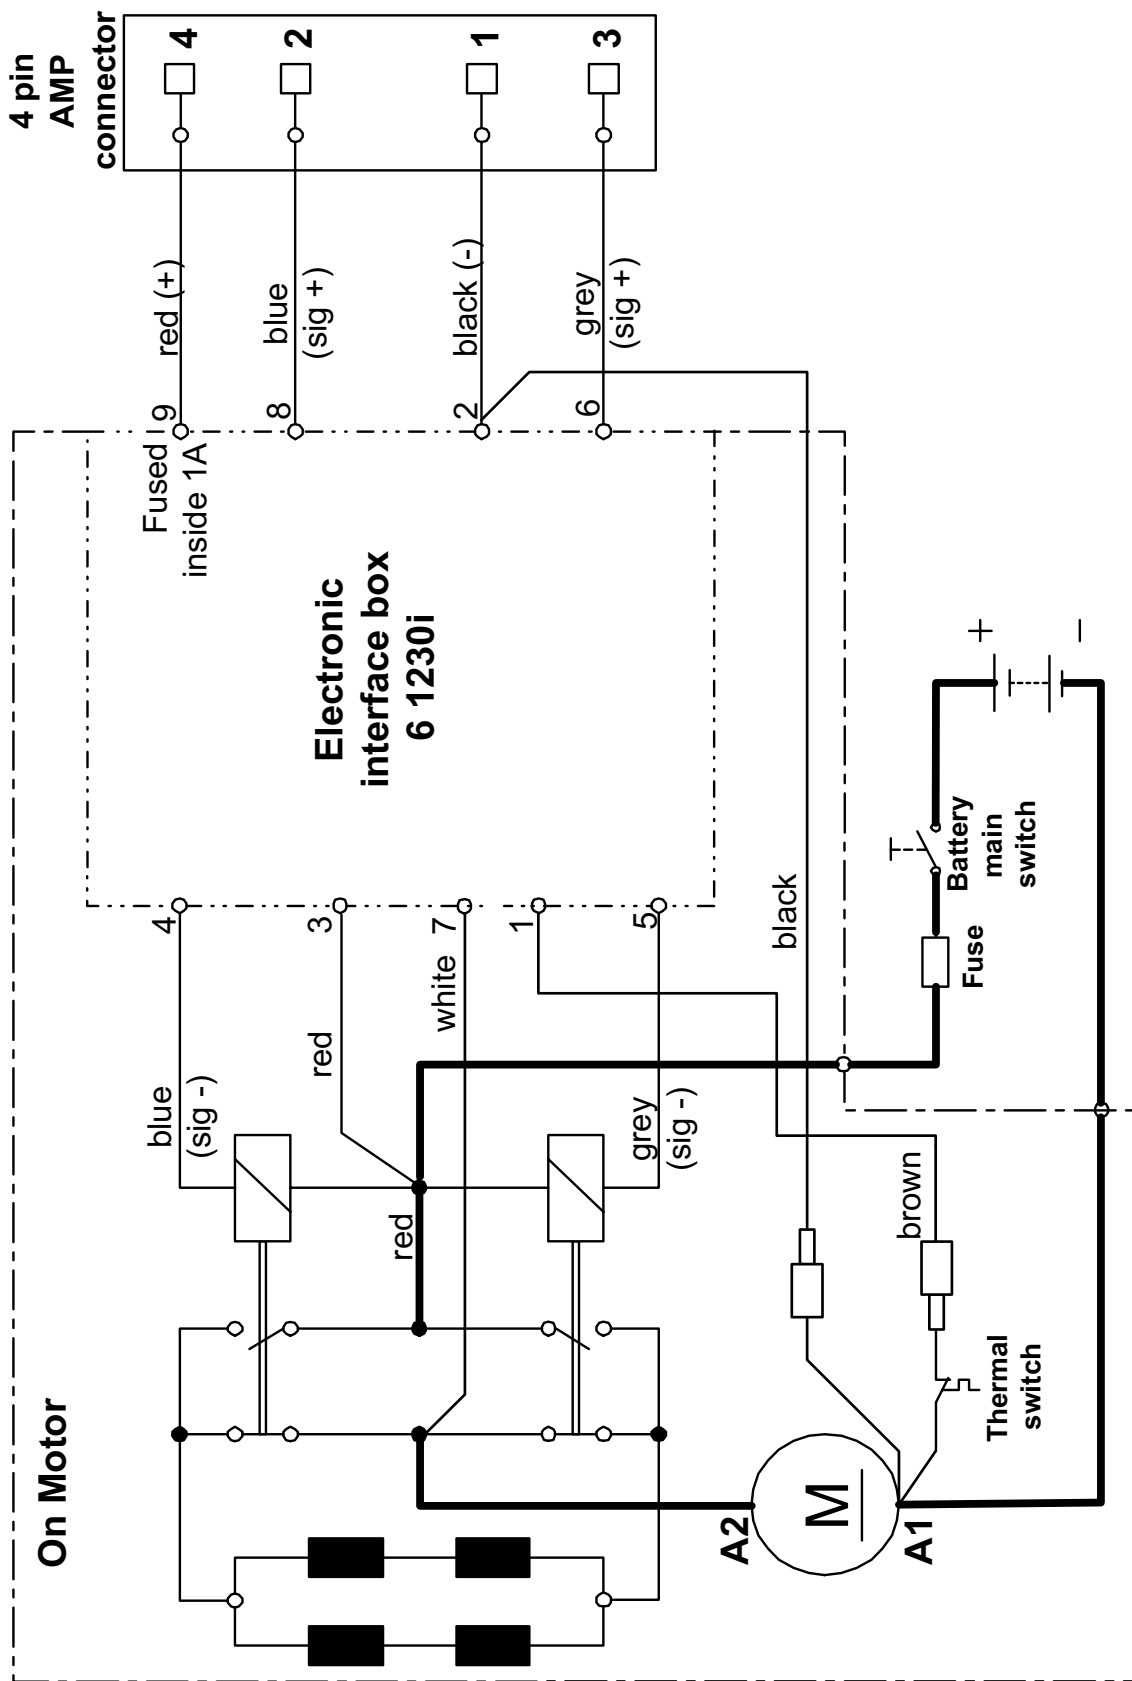 4 pin
AMP
connector
4
2
1
3
red (+)
blue
(sig +)
black (-)
grey
(sig +)
9
8
2
6
Fused
inside 1A
Electronic
interface box
6 1230i
4
3
7
1
5
blue
(sig -)
red
white
grey
(sig -)
black
red
brown
+
−
Battery
main
switch
Fuse
Thermal
switch
On Motor
A2
M
A1